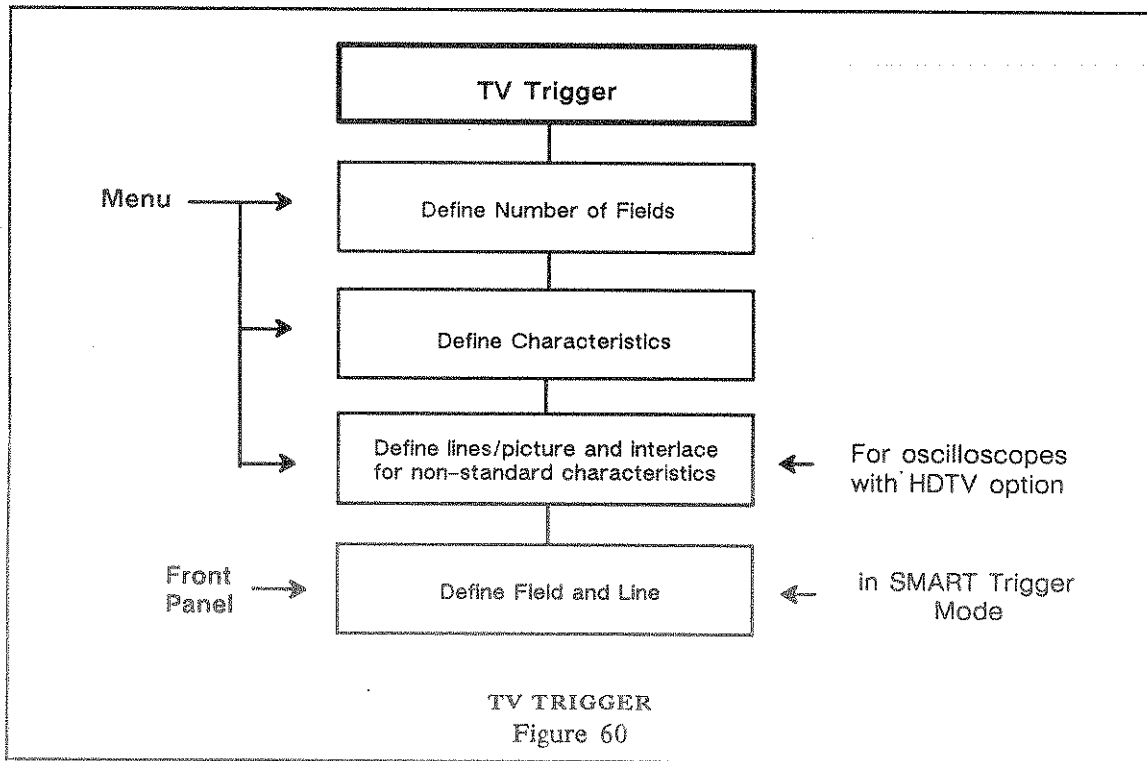 TV Trigger
Menu
Define Number of Fields
Define Characteristics
Define lines/picture and interlace
for non-standard characteristics
For oscilloscopes
with HDTV option
Front
Panel
Define Field and Line
in SMART Trigger
Mode
TV TRIGGER
Figure 60